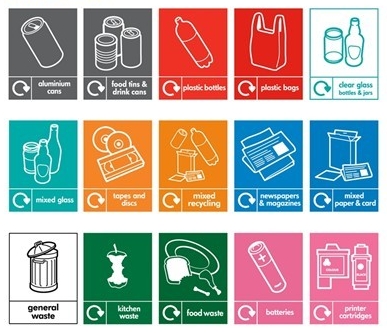 aluminium
cans
food tins &
drink cans
plastic bottles
plastic bags
clear glass
bottles & jars
mixed glass
tapes and
discs
mixed
recycling
newspapers
& magazines
mixed
paper & card
general
waste
kitchen
waste
food waste
batteries
printer
cartridges